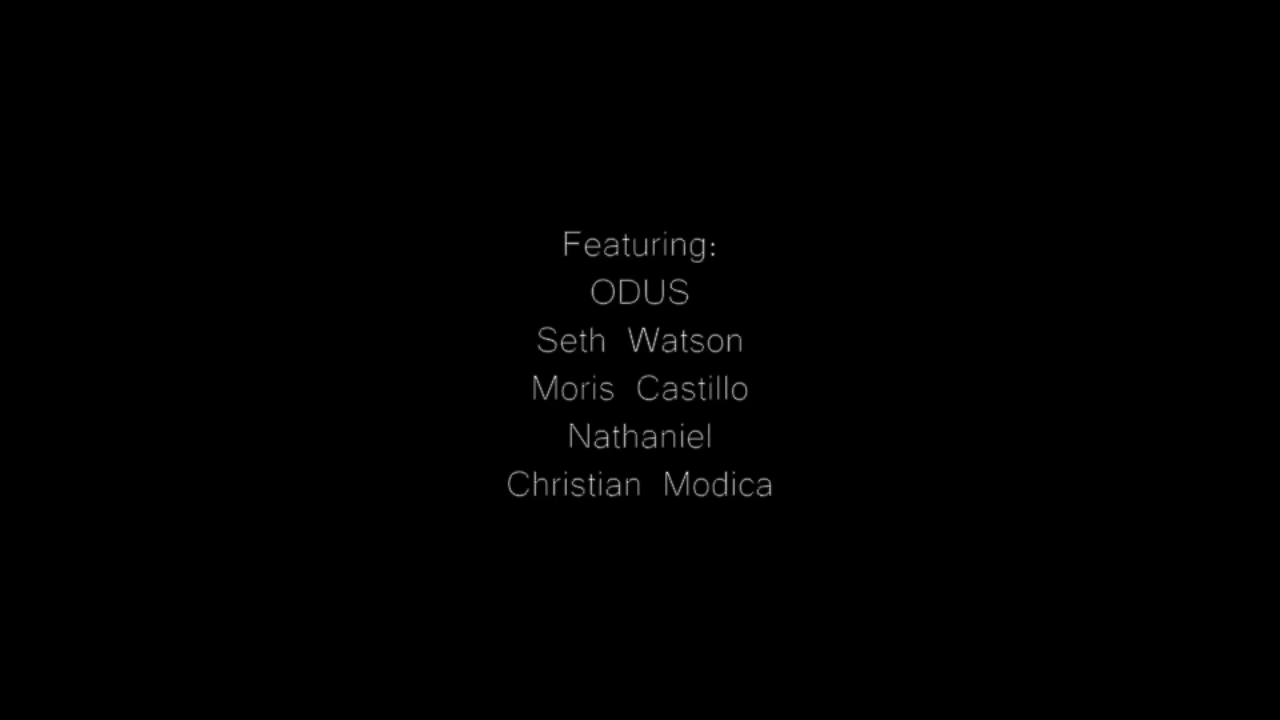 Featuring:
ODUS
Seth Watson
Moris Castillo
Nathaniel
Christian Modica